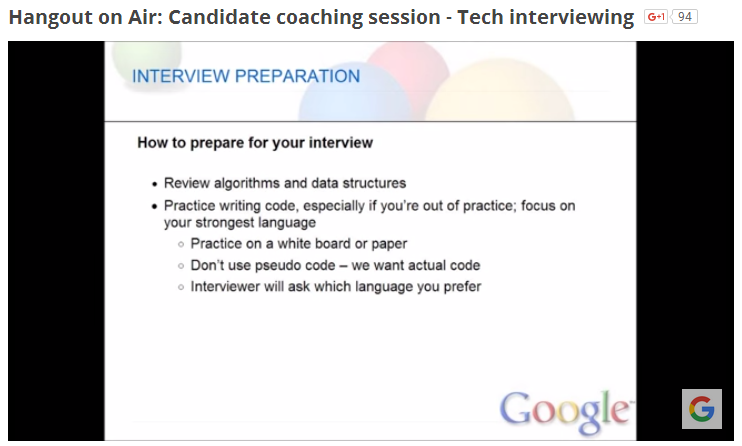 Hangout on Air: Candidate coaching session - Tech interviewing G+1 94
INTERVIEW PREPARATION
How to prepare for your interview
• Review algorithms and data structures
• Practice writing code, especially if you're out of practice; focus on
your strongest language
○ Practice on a white board or paper
○ Don't use pseudo code – we want actual code
○ Interviewer will ask which language you prefer
Google™
G